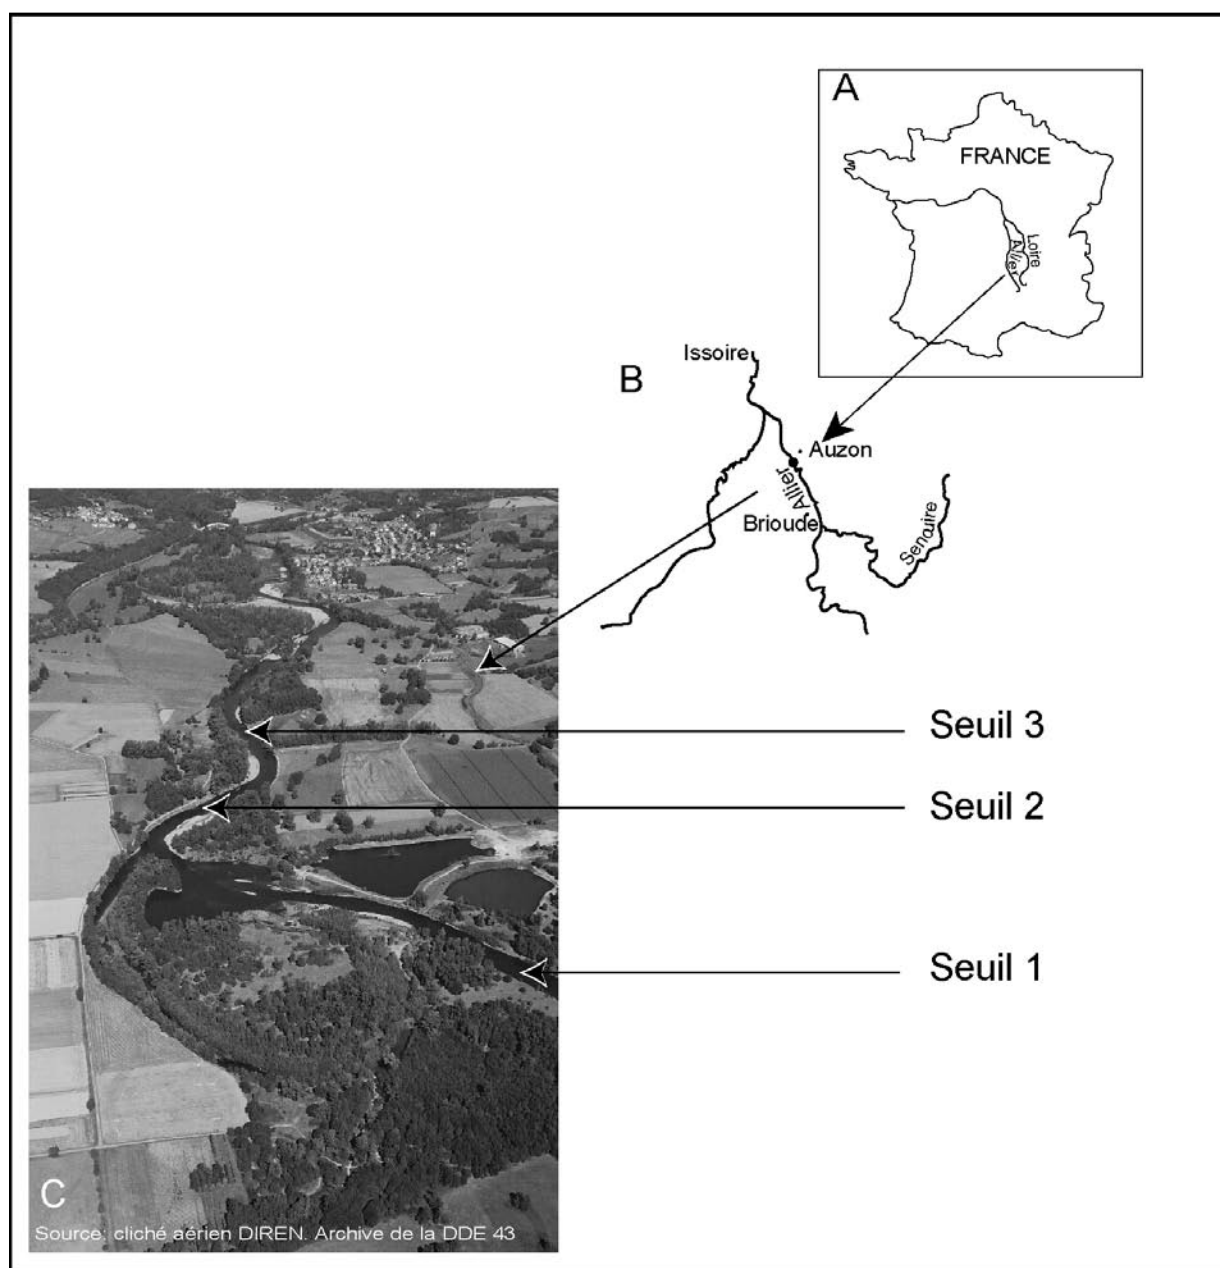 A
FRANCE
Loire
Allier
Issoire
B
Auzon
Allier
Brioude
Senouire
Seuil 3
Seuil 2
Seuil 1
C
Source: cliché aérien DIREN. Archive de la DDE 43